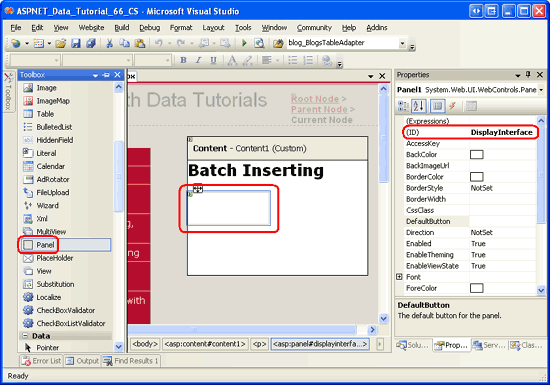 ASPNET_Data_Tutorial_66_CS - Microsoft Visual Studio
File Edit View Website Build Debug Format Layout Tools Window Community Help Addins
blog_BlogsTableAdapter
Toolbox
Toolbox
Image
ImageMap
Table
BulletedList
HiddenField
Literal
Calendar
AdRotator
FileUpload
Wizard
Xml
MultiView
Panel
PlaceHolder
View
Substitution
Localize
CheckBoxValidator
CheckBoxListValidator
Data
Pointer
th Data Tutorials
Root Node >
Parent Node >
Current Node
Content - Content1 (Custom)
Batch Inserting
with
<body> <asp:content#content1> <p> <asp:panel#displayinterfa...>
Properties
Panel1 System.Web.UI.WebControls.Pane
(Expressions)
(ID) DisplayInterface
AccessKey
BackColor
BackImageUrl
BorderColor
BorderStyle NotSet
BorderWidth
CssClass
DefaultButton
Direction NotSet
Enabled True
EnableTheming True
EnableViewState True
Font
ForeColor
DefaultButton
The default button for the panel.
Solu... Prop... Serv... Class...
Error List Output Find Results 1
Ready